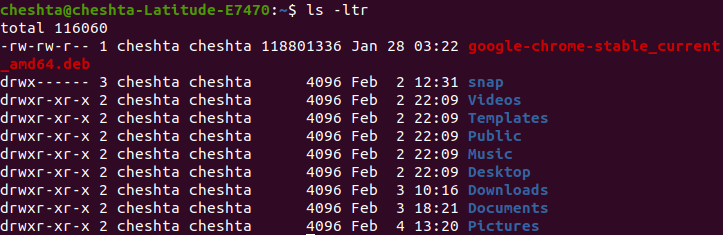 cheshta@cheshta-Latitude-E7470:~$ ls -ltr
total 116060
-rw-rw-r-- 1 cheshta cheshta 118801336 Jan 28 03:22 google-chrome-stable_current
_amd64.deb
drwx------ 3 cheshta cheshta      4096 Feb  2 12:31 snap
drwxr-xr-x 2 cheshta cheshta      4096 Feb  2 22:09 Videos
drwxr-xr-x 2 cheshta cheshta      4096 Feb  2 22:09 Templates
drwxr-xr-x 2 cheshta cheshta      4096 Feb  2 22:09 Public
drwxr-xr-x 2 cheshta cheshta      4096 Feb  2 22:09 Music
drwxr-xr-x 2 cheshta cheshta      4096 Feb  2 22:09 Desktop
drwxr-xr-x 2 cheshta cheshta      4096 Feb  3 10:16 Downloads
drwxr-xr-x 2 cheshta cheshta      4096 Feb  3 18:21 Documents
drwxr-xr-x 2 cheshta cheshta      4096 Feb  4 13:20 Pictures